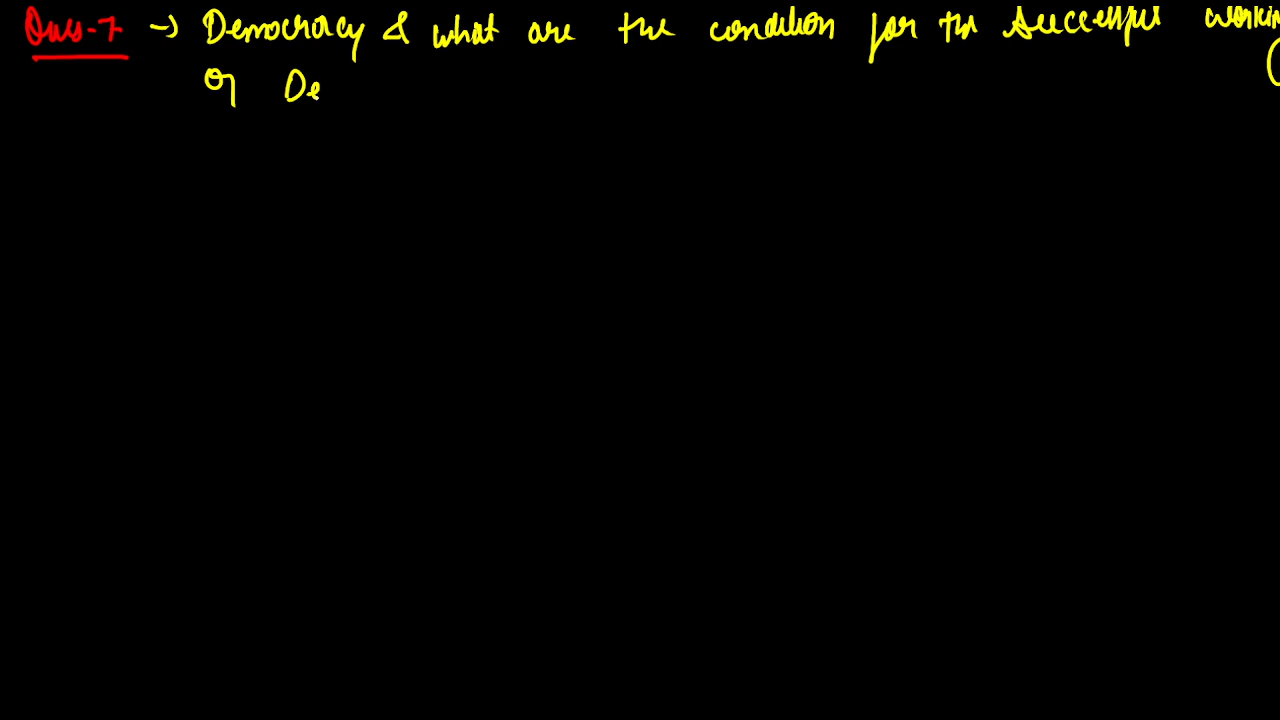 Ques-7 → Democracy & what are the condition for the successful workin
of De